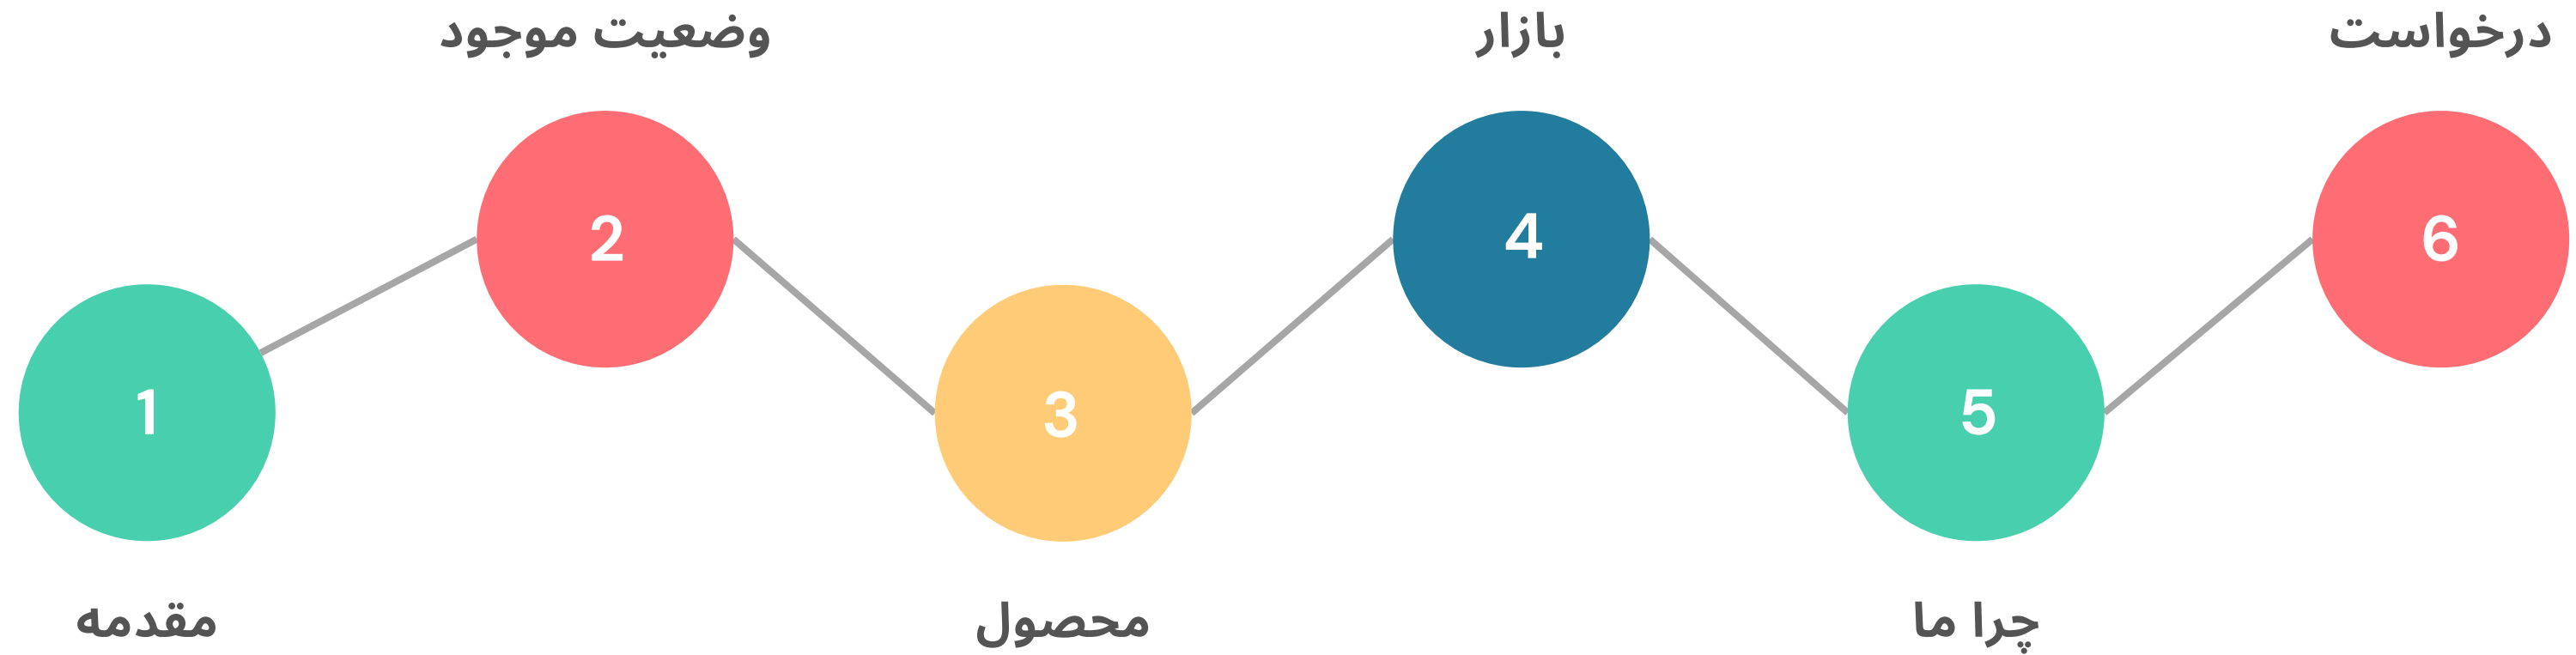 1
مقدمه
2
وضعیت موجود
3
محصول
4
بازار
5
چرا ما
6
درخواست